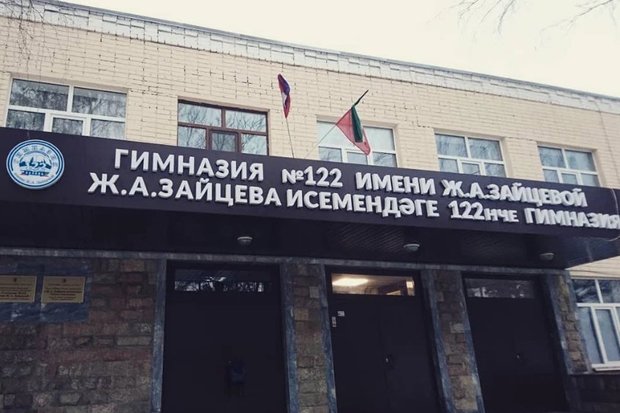 ГИМНАЗИЯ №122 ИМЕНИ Ж.А.ЗАЙЦЕВОЙ
Ж.А.ЗАЙЦЕВА ИСЕМЕНДӘГЕ 122НЧЕ ГИМНАЗИЯ